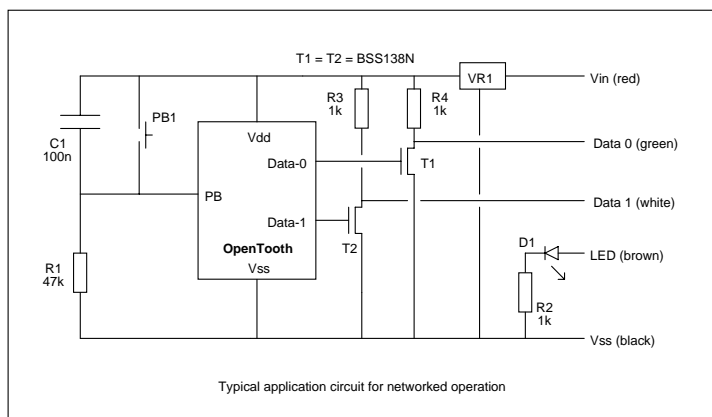 T1 = T2 = BSS138N
VR1
Vin (red)
R3
1k
R4
1k
PB1
C1
100n
Vdd
Data 0 (green)
Data-0
T1
PB
Data 1 (white)
Data-1
OpenTooth
T2
D1
LED (brown)
R1
47k
Vss
R2
1k
Vss (black)
Typical application circuit for networked operation